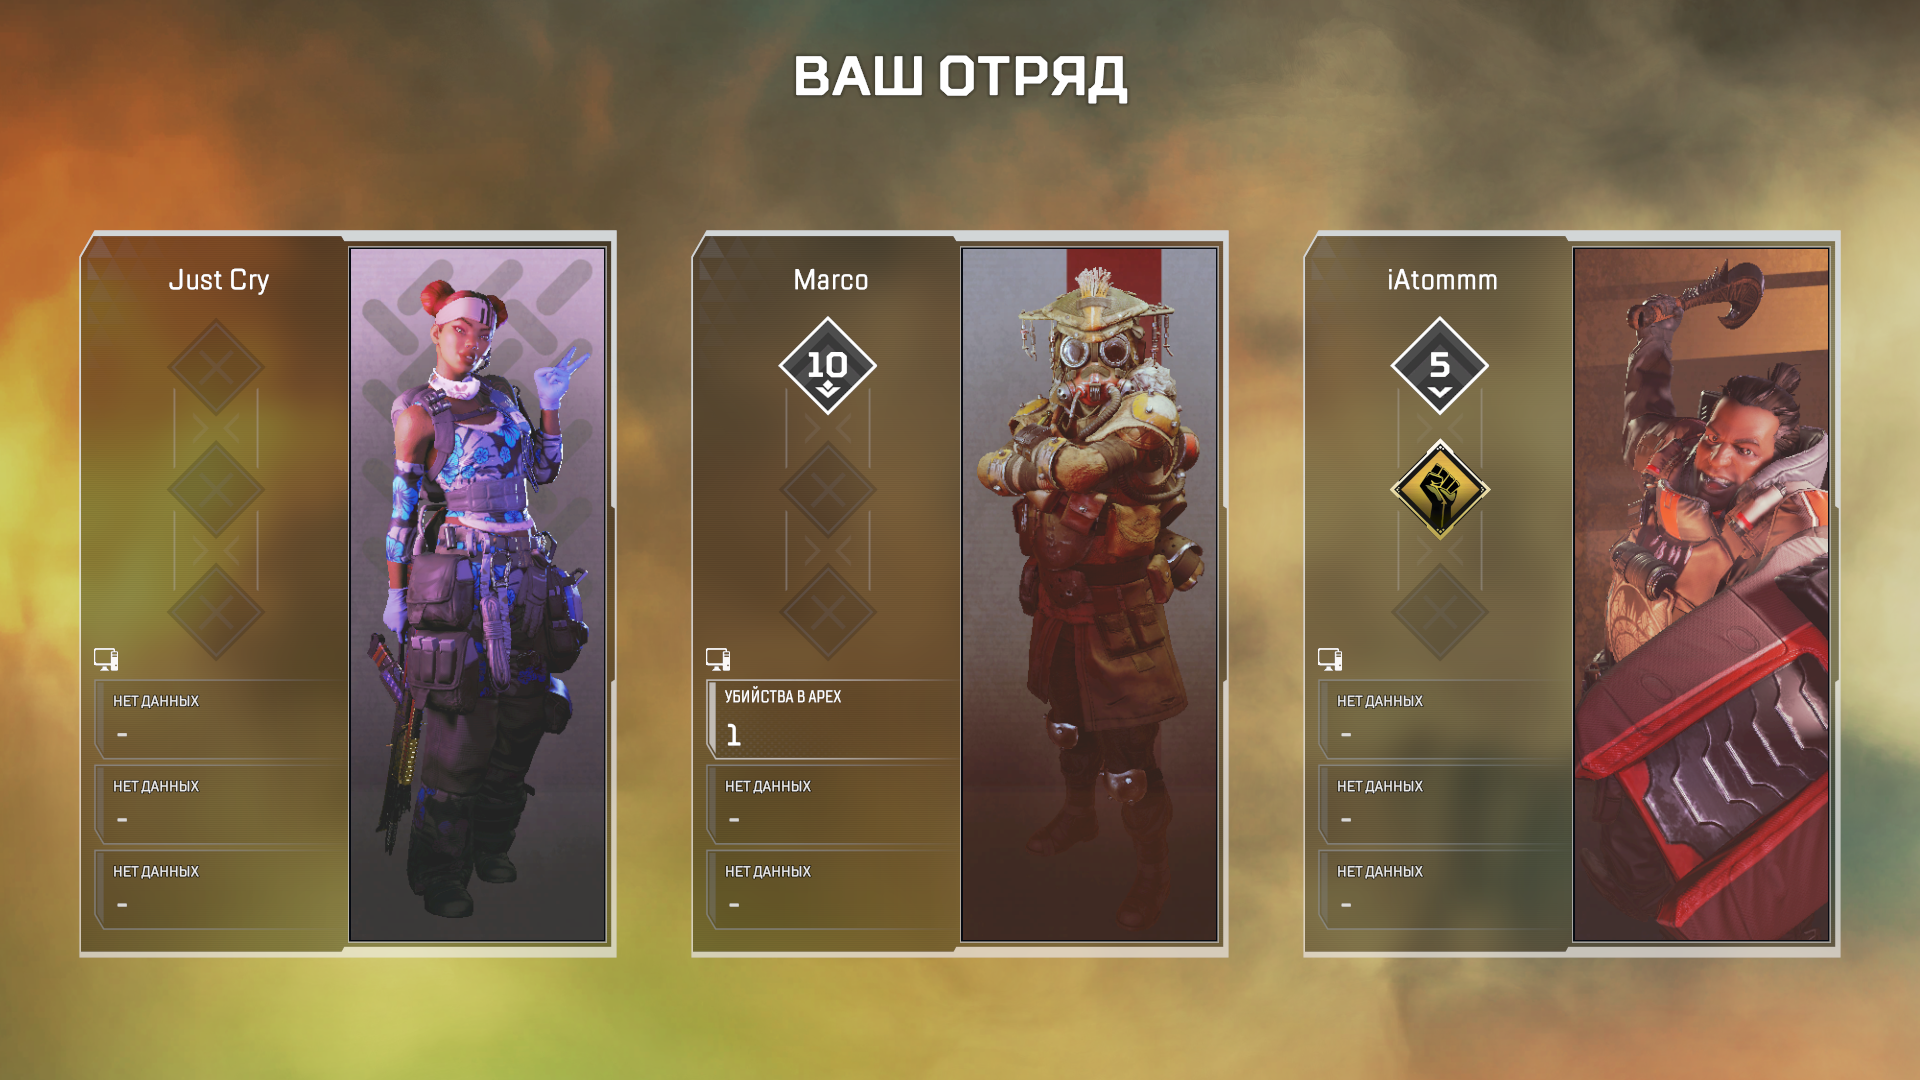 ВАШ ОТРЯД
Just Cry
НЕТ ДАННЫХ
-
НЕТ ДАННЫХ
-
НЕТ ДАННЫХ
-
Marco
10
УБИЙСТВА В APEX
1
НЕТ ДАННЫХ
-
НЕТ ДАННЫХ
-
iAtommm
5
НЕТ ДАННЫХ
-
НЕТ ДАННЫХ
-
НЕТ ДАННЫХ
-